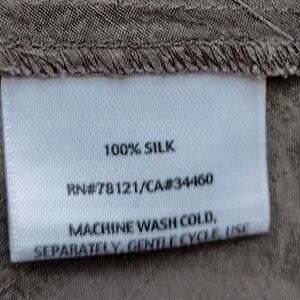 100% SILK
RN#78121/CA#34460
MACHINE WASH COLD,
SEPARATELY, GENTLE CYCLE, USE